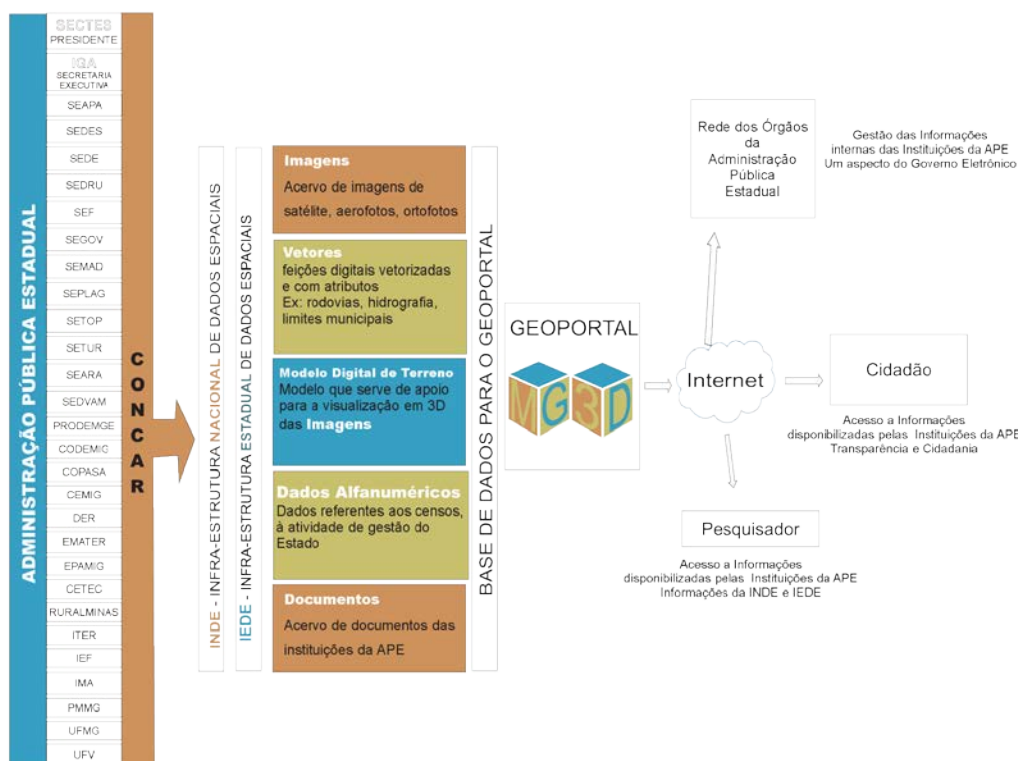 ADMINISTRAÇÃO PÚBLICA ESTADUAL
SECTES
PRESIDENTE
IGA
SECRETARIA
EXECUTIVA
SEAPA
SEDES
SEDE
SEDRU
SEF
SEGOV
SEMAD
SEPLAG
SETOP
SETUR
SEARA
SEDVAM
PRODEMGE
CODEMIG
COPASA
CEMIG
DER
EMATER
EPAMIG
CETEC
RURALMINAS
ITER
IEF
IMA
PMMG
UFMG
UFV
CONCAR
INDE - INFRA-ESTRUTURA NACIONAL DE DADOS ESPACIAIS
IEDE - INFRA-ESTRUTURA ESTADUAL DE DADOS ESPACIAIS
Imagens
Acervo de imagens de
satélite, aerofotos, ortofotos
Vetores
feições digitais vetorizadas
e com atributos
Ex: rodovias, hidrografia,
limites municipais
Modelo Digital de Terreno
Modelo que serve de apoio
para a visualização em 3D
das Imagens
Dados Alfanuméricos
Dados referentes aos censos,
à atividade de gestão do
Estado
Documentos
Acervo de documentos das
instituições da APE
BASE DE DADOS PARA O GEOPORTAL
GEOPORTAL
MG3D
Internet
Rede dos Órgãos
da
Administração
Pública
Estadual
Gestão das Informações
internas das Instituições da APE
Um aspecto do Governo Eletrônico
Cidadão
Acesso a Informações
disponibilizadas pelas Instituições da APE
Transparência e Cidadania
Pesquisador
Acesso a Informações
disponibilizadas pelas Instituições da APE
Informações da INDE e IEDE